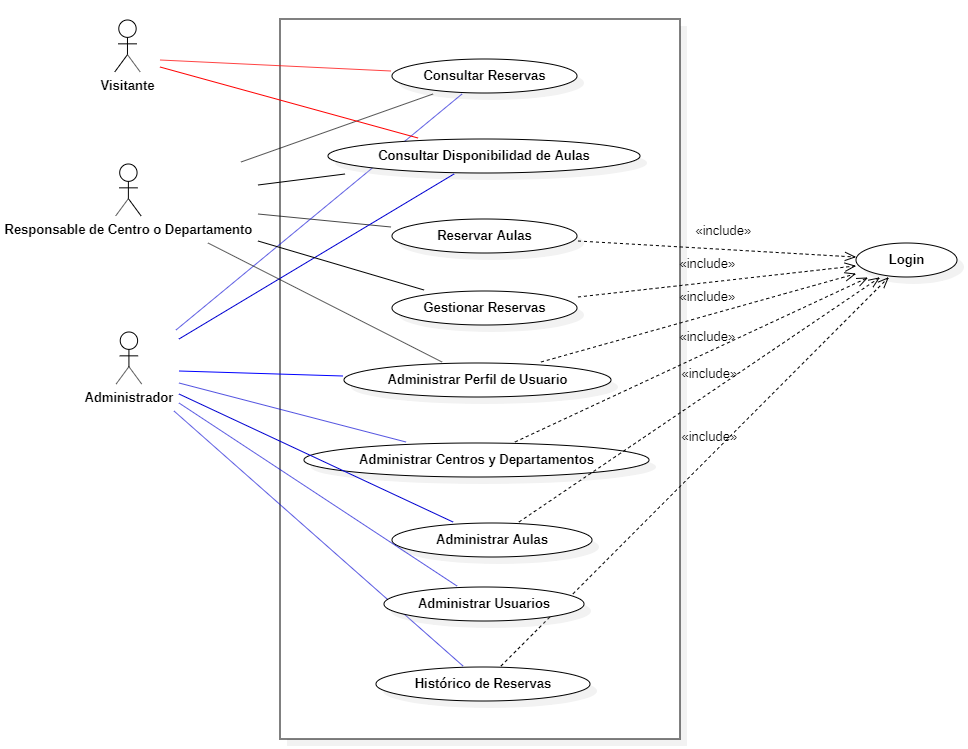 Visitante
Consultar Reservas
Consultar Disponibilidad de Aulas
Responsable de Centro o Departamento
Reservar Aulas
«include»
Login
«include»
Gestionar Reservas
«include»
Administrador
«include»
Administrar Perfil de Usuario
«include»
Administrar Centros y Departamentos
«include»
Administrar Aulas
Administrar Usuarios
Histórico de Reservas